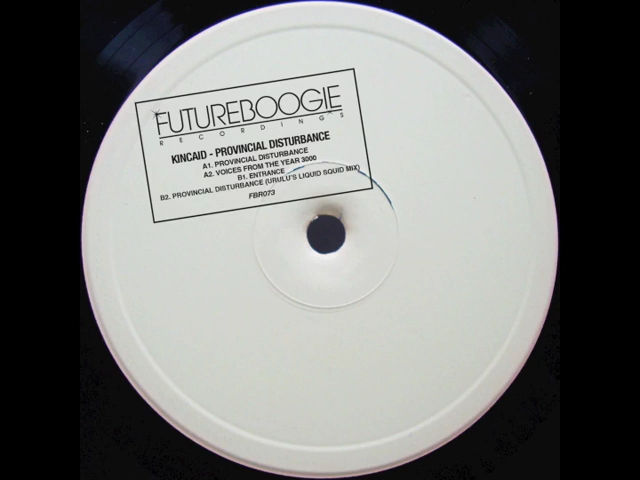 FUTUREBOOGIE
RECORDINGS
KINCAID - PROVINCIAL DISTURBANCE
A1. PROVINCIAL DISTURBANCE
A2. VOICES FROM THE YEAR 3000
B1. ENTRANCE
B2. PROVINCIAL DISTURBANCE (URULU'S LIQUID SQUID MIX)
FBR073